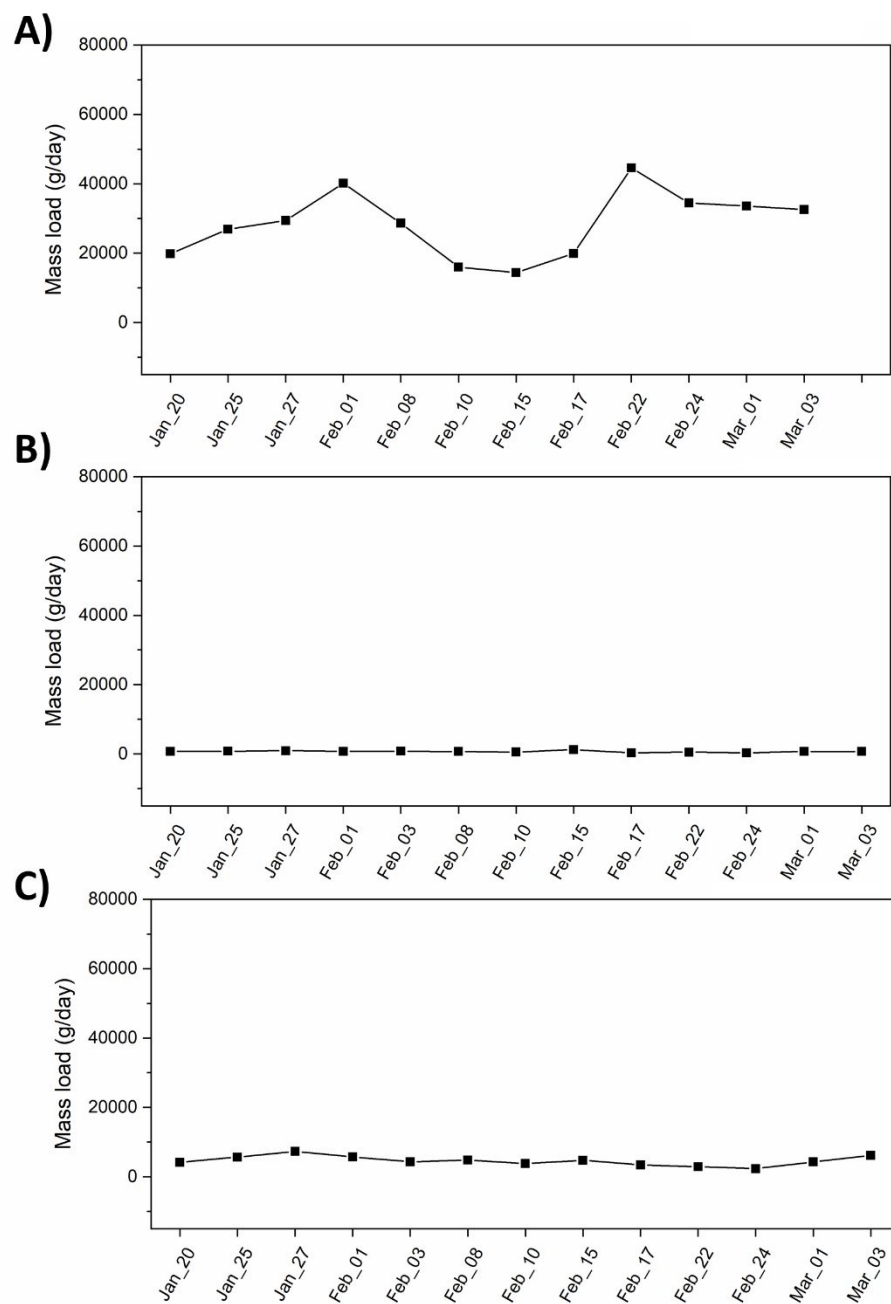 A)
Mass load (g/day)
80000
60000
40000
20000
0
Jan_20
Jan_25
Jan_27
Feb_01
Feb_08
Feb_10
Feb_15
Feb_17
Feb_22
Feb_24
Mar_01
Mar_03
B)
Mass load (g/day)
80000
60000
40000
20000
0
Jan_20
Jan_25
Jan_27
Feb_01
Feb_03
Feb_08
Feb_10
Feb_15
Feb_17
Feb_22
Feb_24
Mar_01
Mar_03
C)
Mass load (g/day)
80000
60000
40000
20000
0
Jan_20
Jan_25
Jan_27
Feb_01
Feb_03
Feb_08
Feb_10
Feb_15
Feb_17
Feb_22
Feb_24
Mar_01
Mar_03